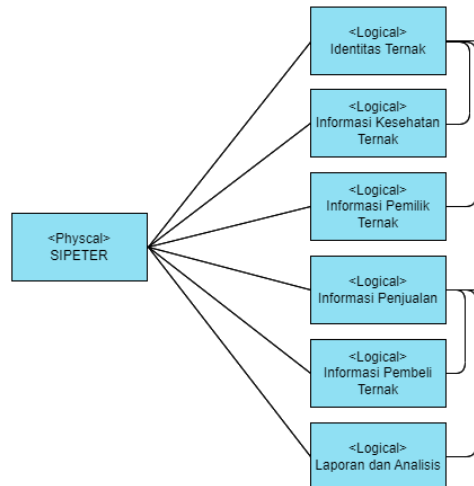 <Logical>
Identitas Ternak
<Logical>
Informasi Kesehatan
Ternak
<Logical>
Informasi Pemilik
Ternak
<Physcal>
SIPETER
<Logical>
Informasi Penjualan
<Logical>
Informasi Pembeli
Ternak
<Logical>
Laporan dan Analisis